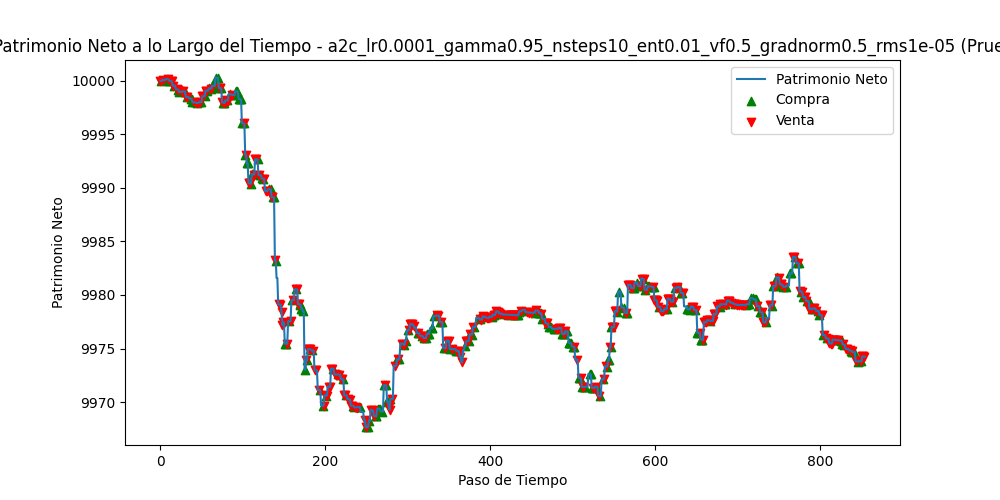 Patrimonio Neto a lo Largo del Tiempo - a2c_lr0.0001_gamma0.95_nsteps10_ent0.01_vf0.5_gradnorm0.5_rms1e-05 (Prue
Patrimonio Neto
Compra
Venta
10000
9995
9990
9985
9980
9975
9970
Patrimonio Neto
0 200 400 600 800
Paso de Tiempo